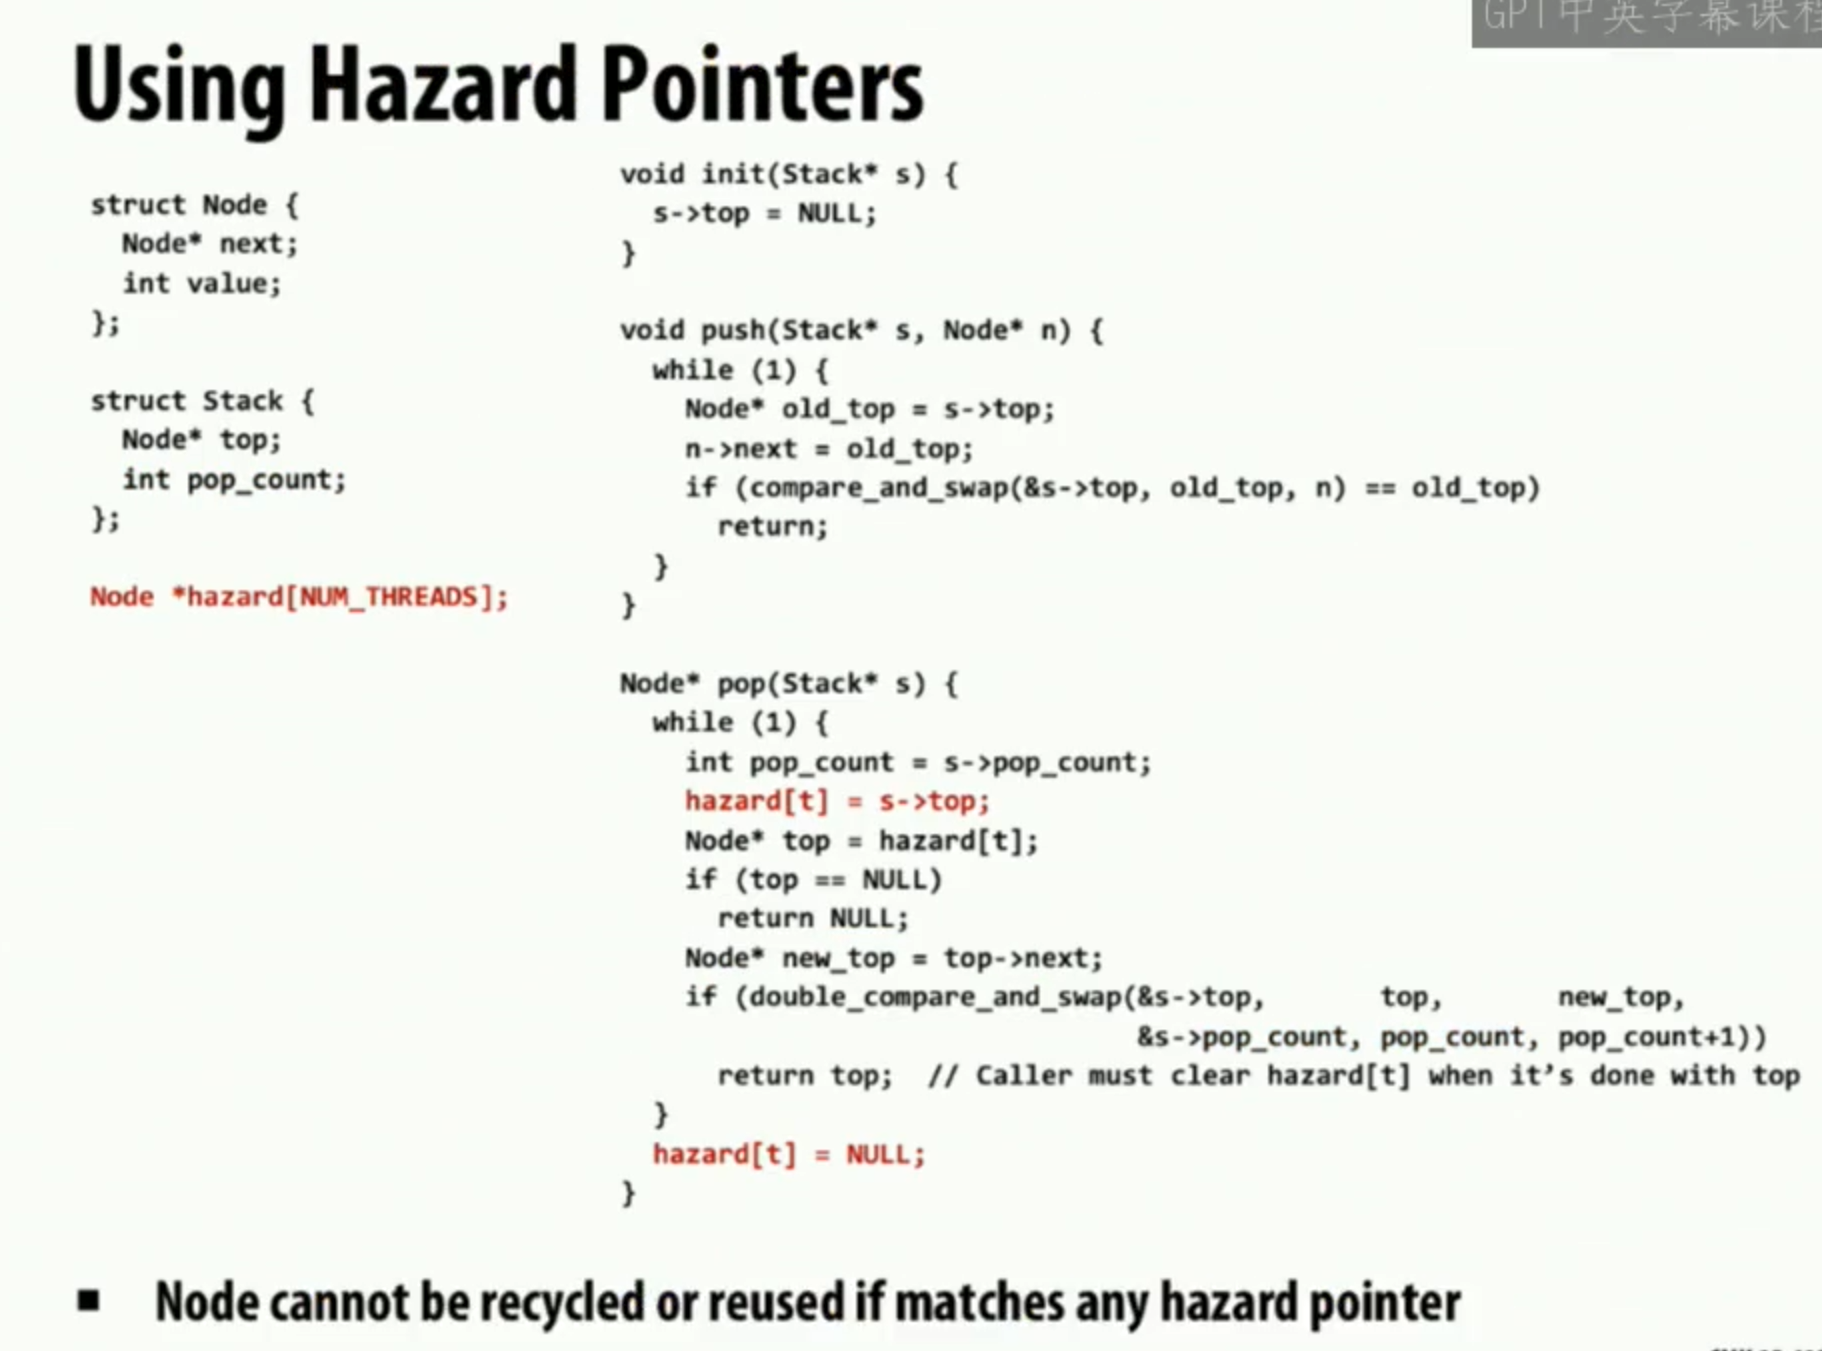 GPT中英字幕课程
Using Hazard Pointers
struct Node {
  Node* next;
  int value;
};
struct Stack {
  Node* top;
  int pop_count;
};
Node *hazard[NUM_THREADS];
void init(Stack* s) {
  s->top = NULL;
}
void push(Stack* s, Node* n) {
  while (1) {
    Node* old_top = s->top;
    n->next = old_top;
    if (compare_and_swap(&s->top, old_top, n) == old_top)
      return;
  }
}
Node* pop(Stack* s) {
  while (1) {
    int pop_count = s->pop_count;
    hazard[t] = s->top;
    Node* top = hazard[t];
    if (top == NULL)
      return NULL;
    Node* new_top = top->next;
    if (double_compare_and_swap(&s->top,       top,       new_top,
                                &s->pop_count, pop_count, pop_count+1))
      return top;  // Caller must clear hazard[t] when it’s done with top
  }
  hazard[t] = NULL;
}
■ Node cannot be recycled or reused if matches any hazard pointer